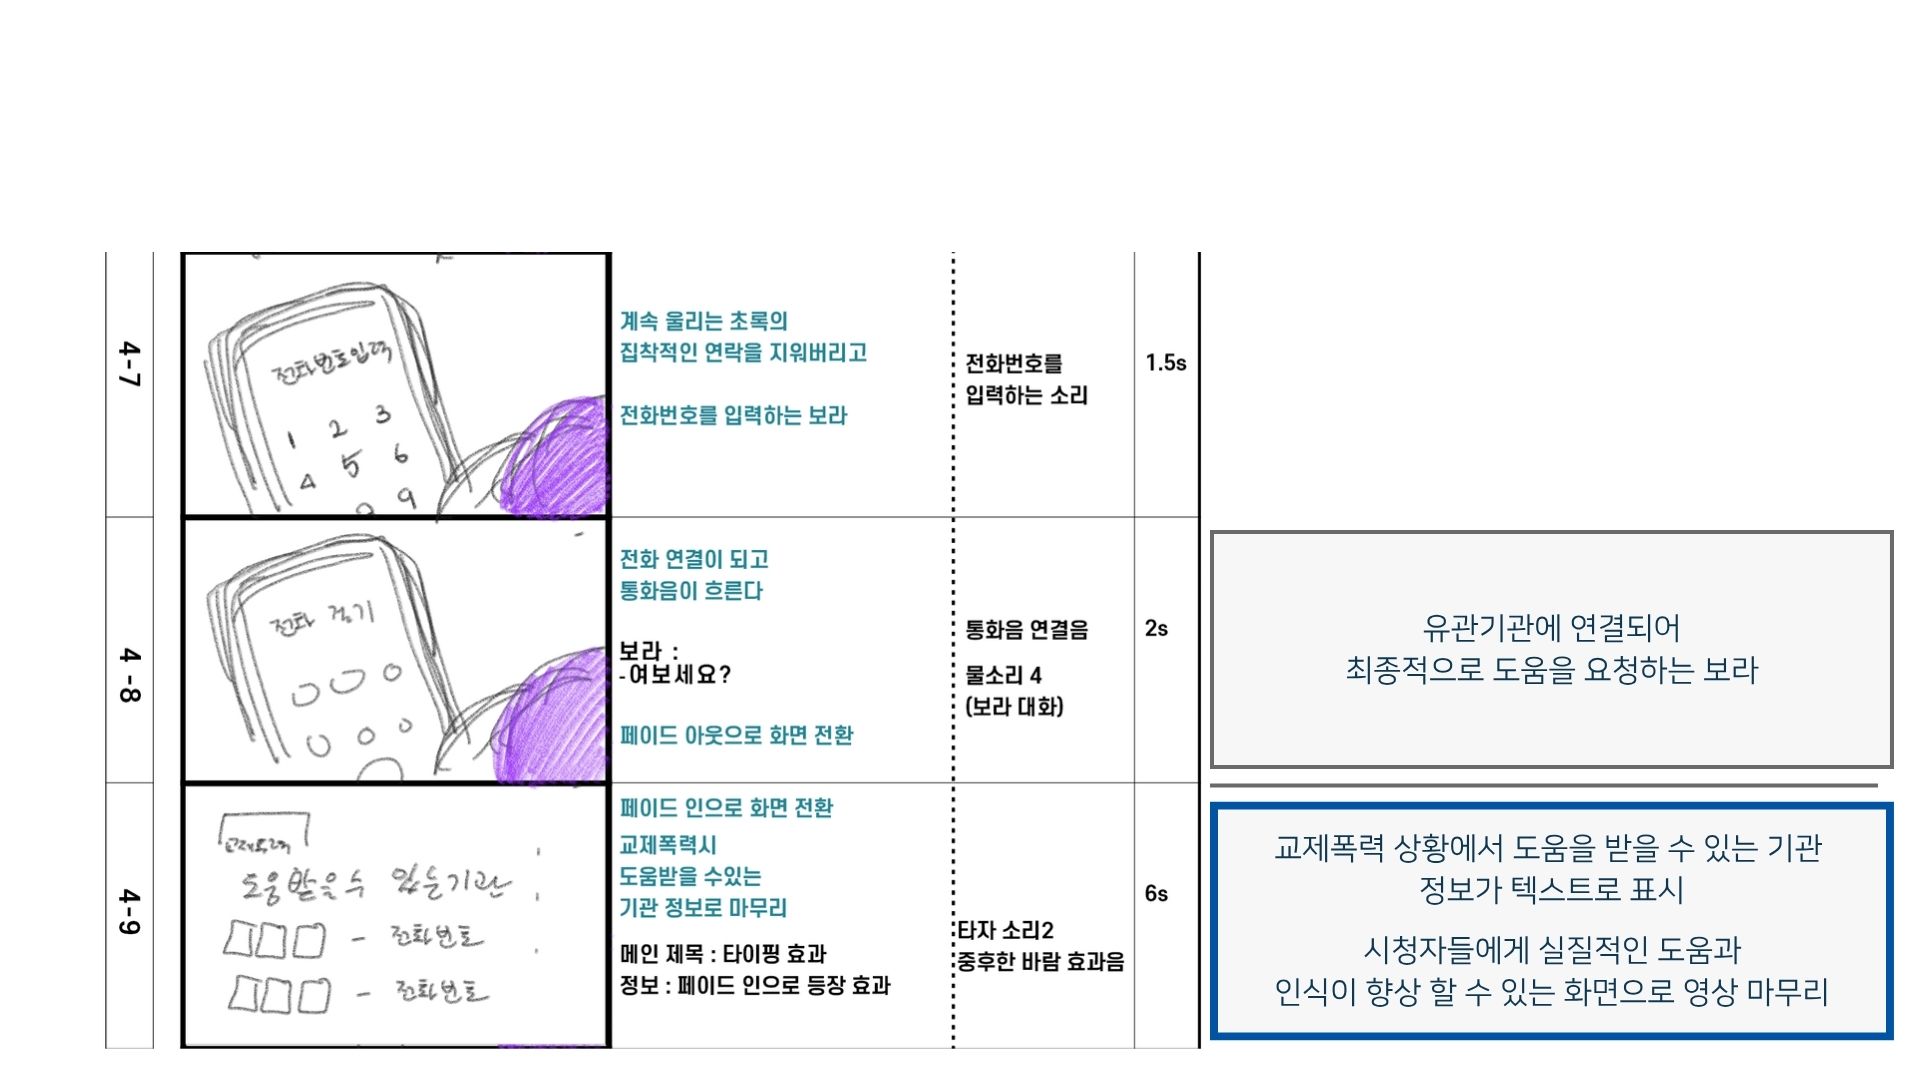 4-7
전화번호입력
1 2 3
4 5 6
9
계속 울리는 초록의
집착적인 연락을 지워버리고
전화번호를 입력하는 보라
전화번호를
입력하는 소리
1.5s
4-8
전화 걸기
전화 연결이 되고
통화음이 흐른다
보라 :
-여보세요?
페이드 아웃으로 화면 전환
통화음 연결음
물소리 4
(보라 대화)
2s
유관기관에 연결되어
최종적으로 도움을 요청하는 보라
4-9
교제폭력
도움받을수 있는기관
- 전화번호
- 전화번호
페이드 인으로 화면 전환
교제폭력시
도움받을 수있는
기관 정보로 마무리
메인 제목 : 타이핑 효과
정보 : 페이드 인으로 등장 효과
타자 소리2
중후한 바람 효과음
6s
교제폭력 상황에서 도움을 받을 수 있는 기관
정보가 텍스트로 표시
시청자들에게 실질적인 도움과
인식이 향상 할 수 있는 화면으로 영상 마무리